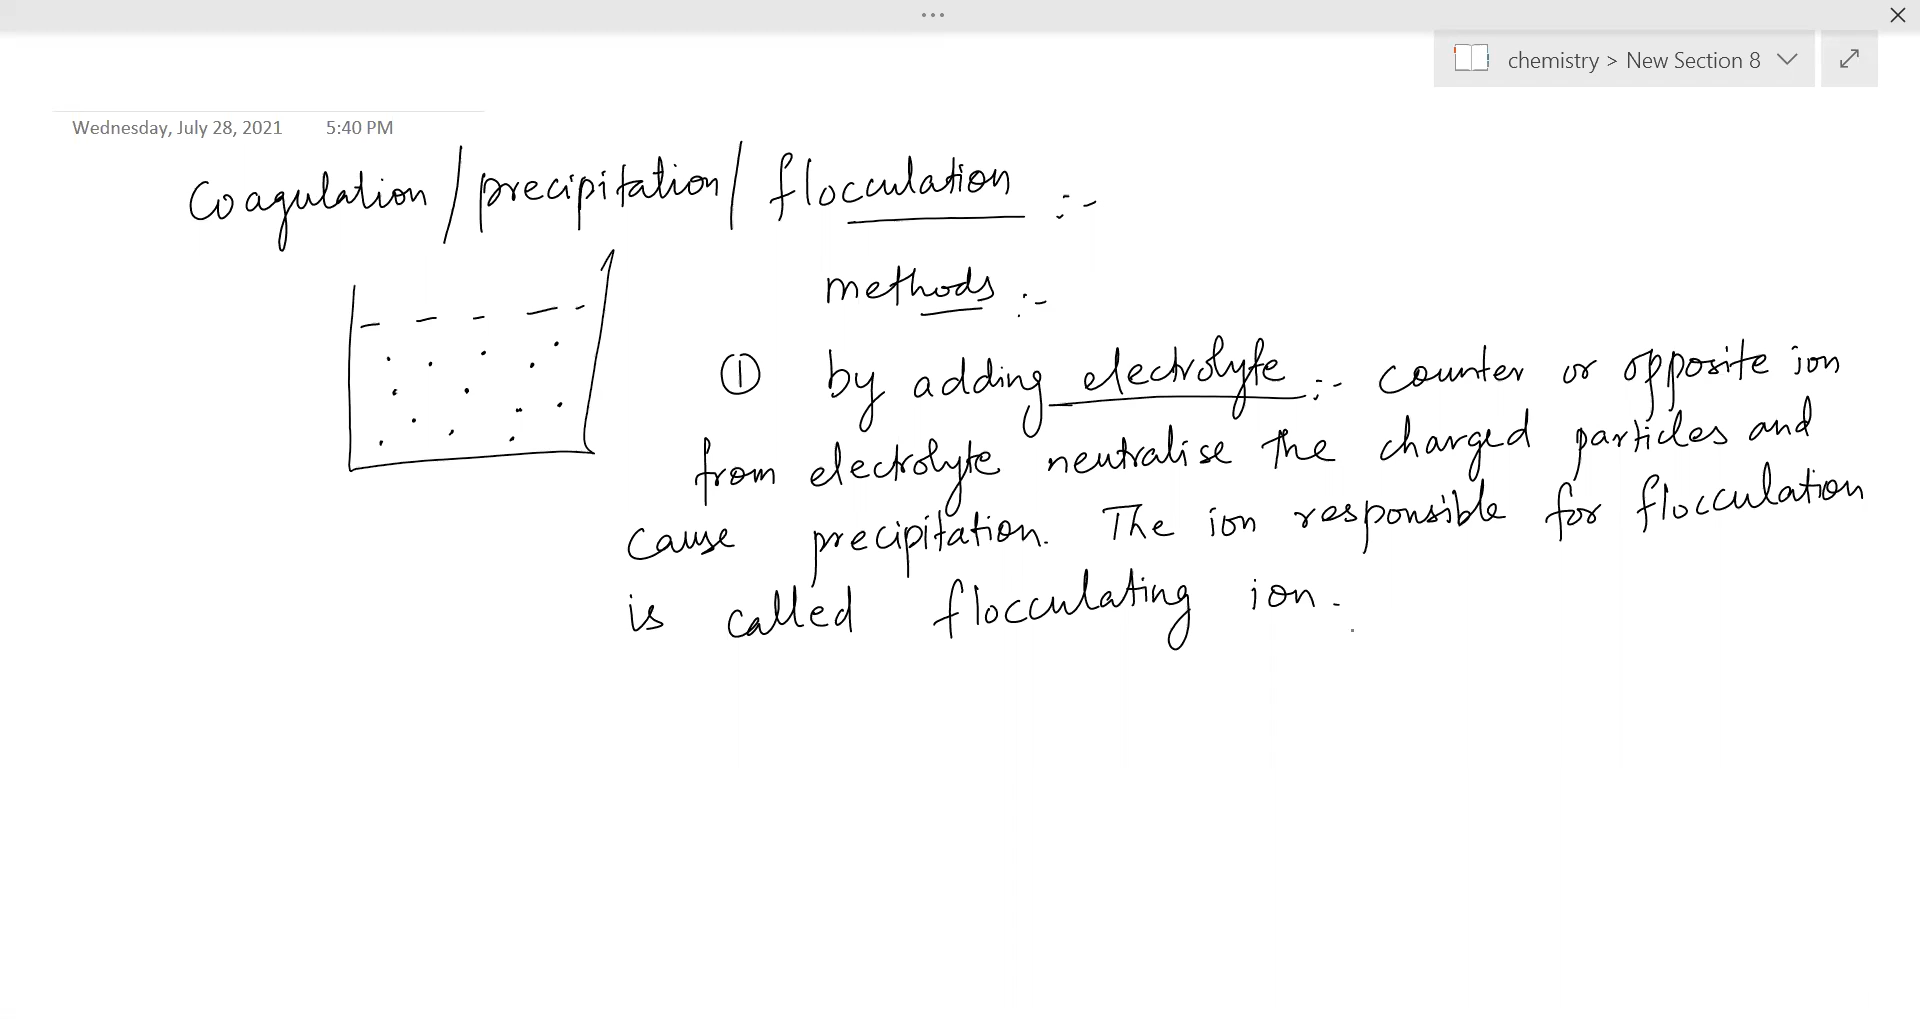 chemistry > New Section 8
Wednesday, July 28, 2021 5:40 PM
Coagulation / precipitation / flocculation :-
methods :-
① by adding electrolyte :- counter or opposite ion
from electrolyte neutralise the charged particles and
cause precipitation. The ion responsible for flocculation
is called flocculating ion.